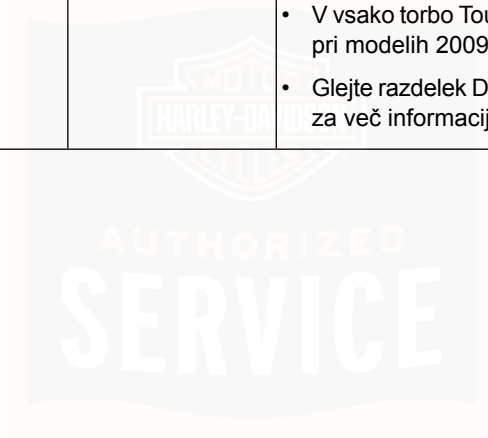 • V vsako torbo Tou
pri modelih 2009
• Glejte razdelek D
za več informacij
MOTOR
HARLEY-DAVIDSON
CYCLES
AUTHORIZED
SERVICE